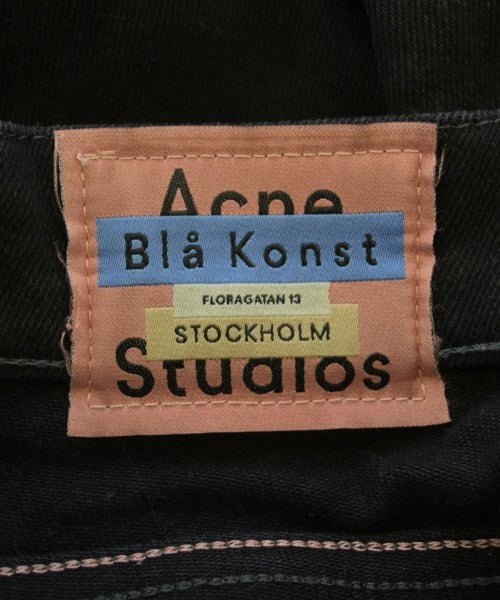 Acne
Blå Konst
FLORAGATAN 13
STOCKHOLM
Studios